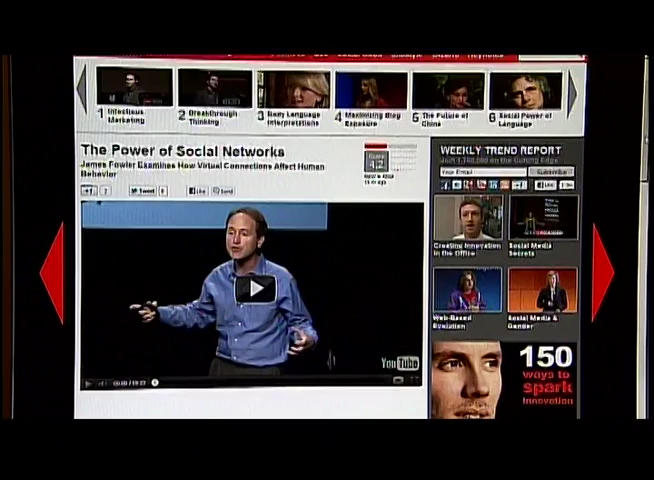 1 Infectious Marketing
2 Breakthrough Thinking
3 Body Language Interpretations
4 Maximizing Blog Exposure
5 The Future of China
6 Social Power of Language
The Power of Social Networks
James Fowler Examines How Virtual Connections Affect Human
Behavior
Tweet
Like
Send
4.2
WEEKLY TREND REPORT
Your Email
Subscribe
Like
Creating Innovation
in the Office
Social Media
Secrets
Web-Based
Evolution
Social Media &
Gender
YouTube
150
ways to
spark
innovation